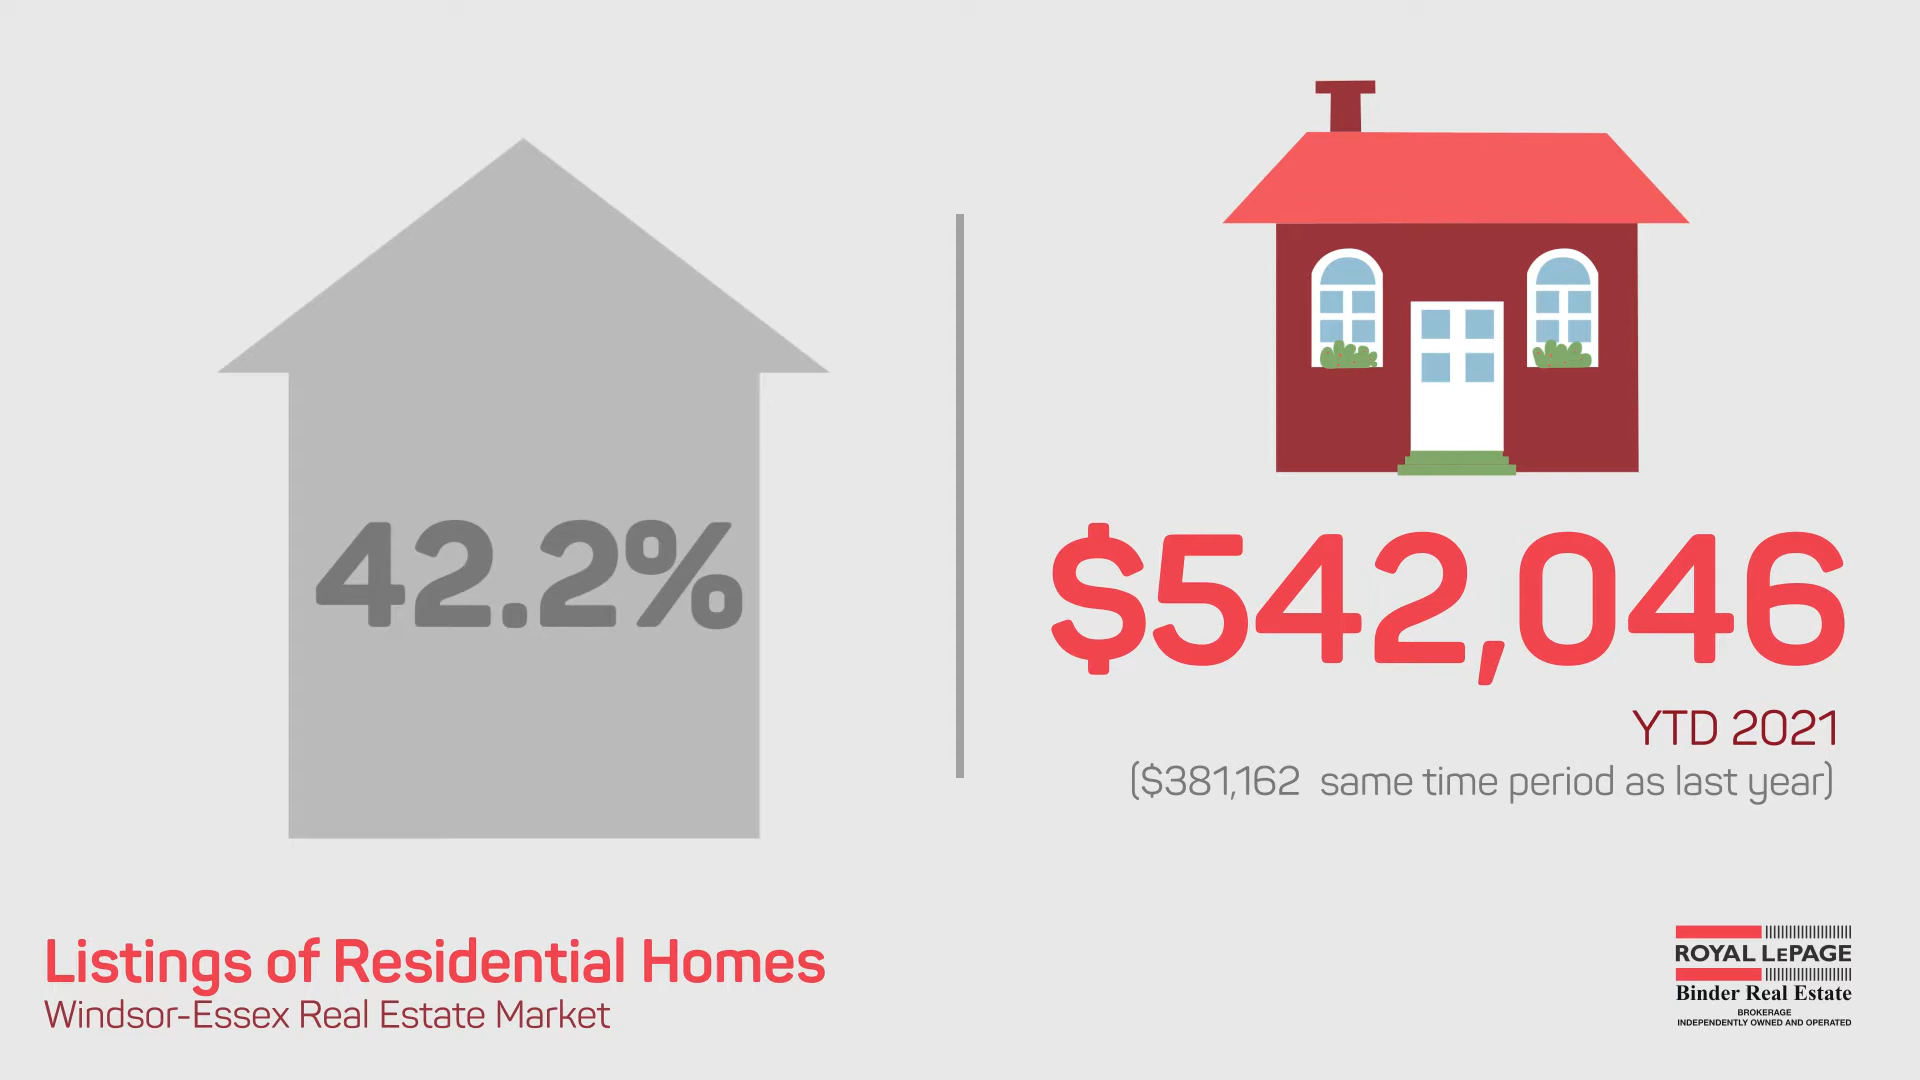 42.2%
$542,046
YTD 2021
($381,162 same time period as last year)
Listings of Residential Homes
Windsor-Essex Real Estate Market
ROYAL LEPAGE
Binder Real Estate
BROKERAGE
INDEPENDENTLY OWNED AND OPERATED